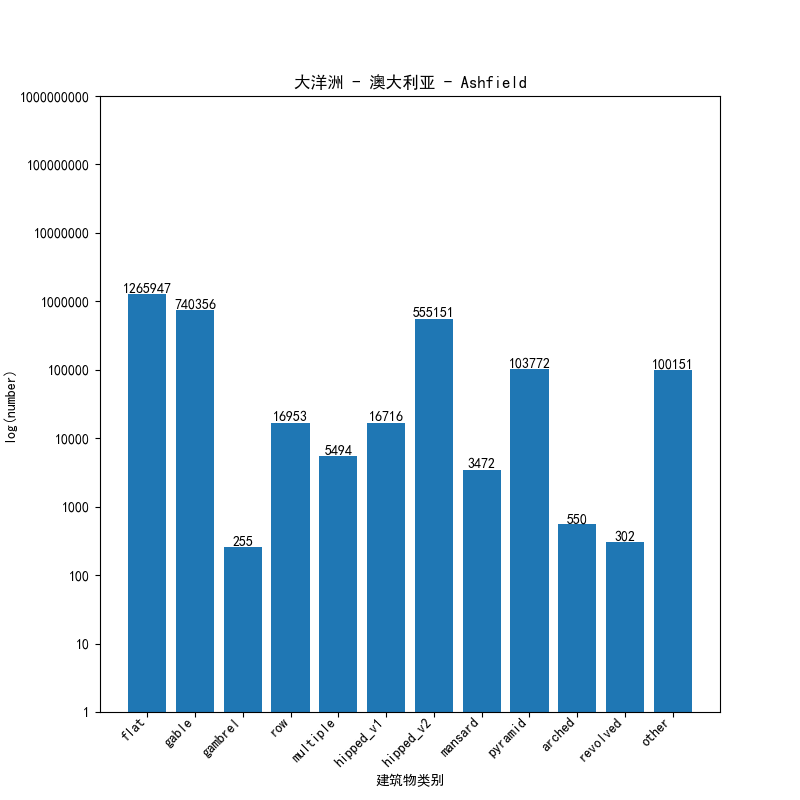 大洋洲 - 澳大利亚 - Ashfield
1000000000
100000000
10000000
1000000
100000
10000
1000
100
10
1
log(number)
1265947
740356
255
16953
5494
16716
555151
3472
103772
550
302
100151
flat
gable
gambrel
row
multiple
hipped_v1
hipped_v2
mansard
pyramid
arched
revolved
other
建筑物类别